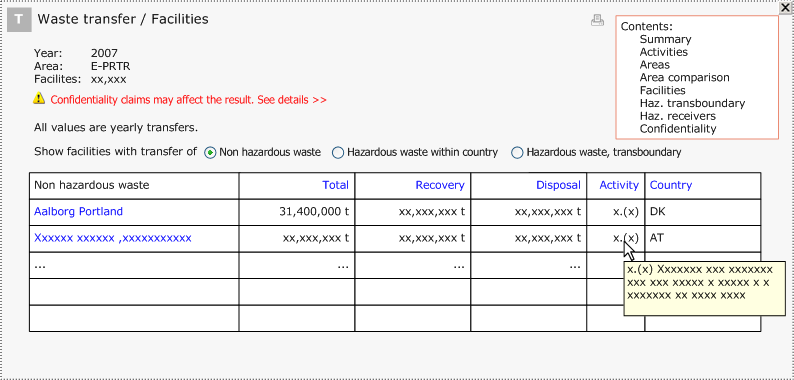 T Waste transfer / Facilities
Contents:
Summary
Activities
Areas
Area comparison
Facilities
Haz. transboundary
Haz. receivers
Confidentiality
Year: 2007
Area: E-PRTR
Facilites: xx,xxx
Confidentiality claims may affect the result. See details >>
All values are yearly transfers.
Show facilities with transfer of Non hazardous waste Hazardous waste within country Hazardous waste, transboundary
Non hazardous waste Total Recovery Disposal Activity Country
Aalborg Portland 31,400,000 t xx,xxx,xxx t xx,xxx,xxx t x.(x) DK
Xxxxxx xxxxxx ,xxxxxxxxxxx xx,xxx,xxx t xx,xxx,xxx t xx,xxx,xxx t x.(x) AT
... ... ... ...
x.(x) Xxxxxxx xxx xxxxxxx
xxx xxx xxxxx x xxxxx x x
xxxxxxx xx xxxx xxxx